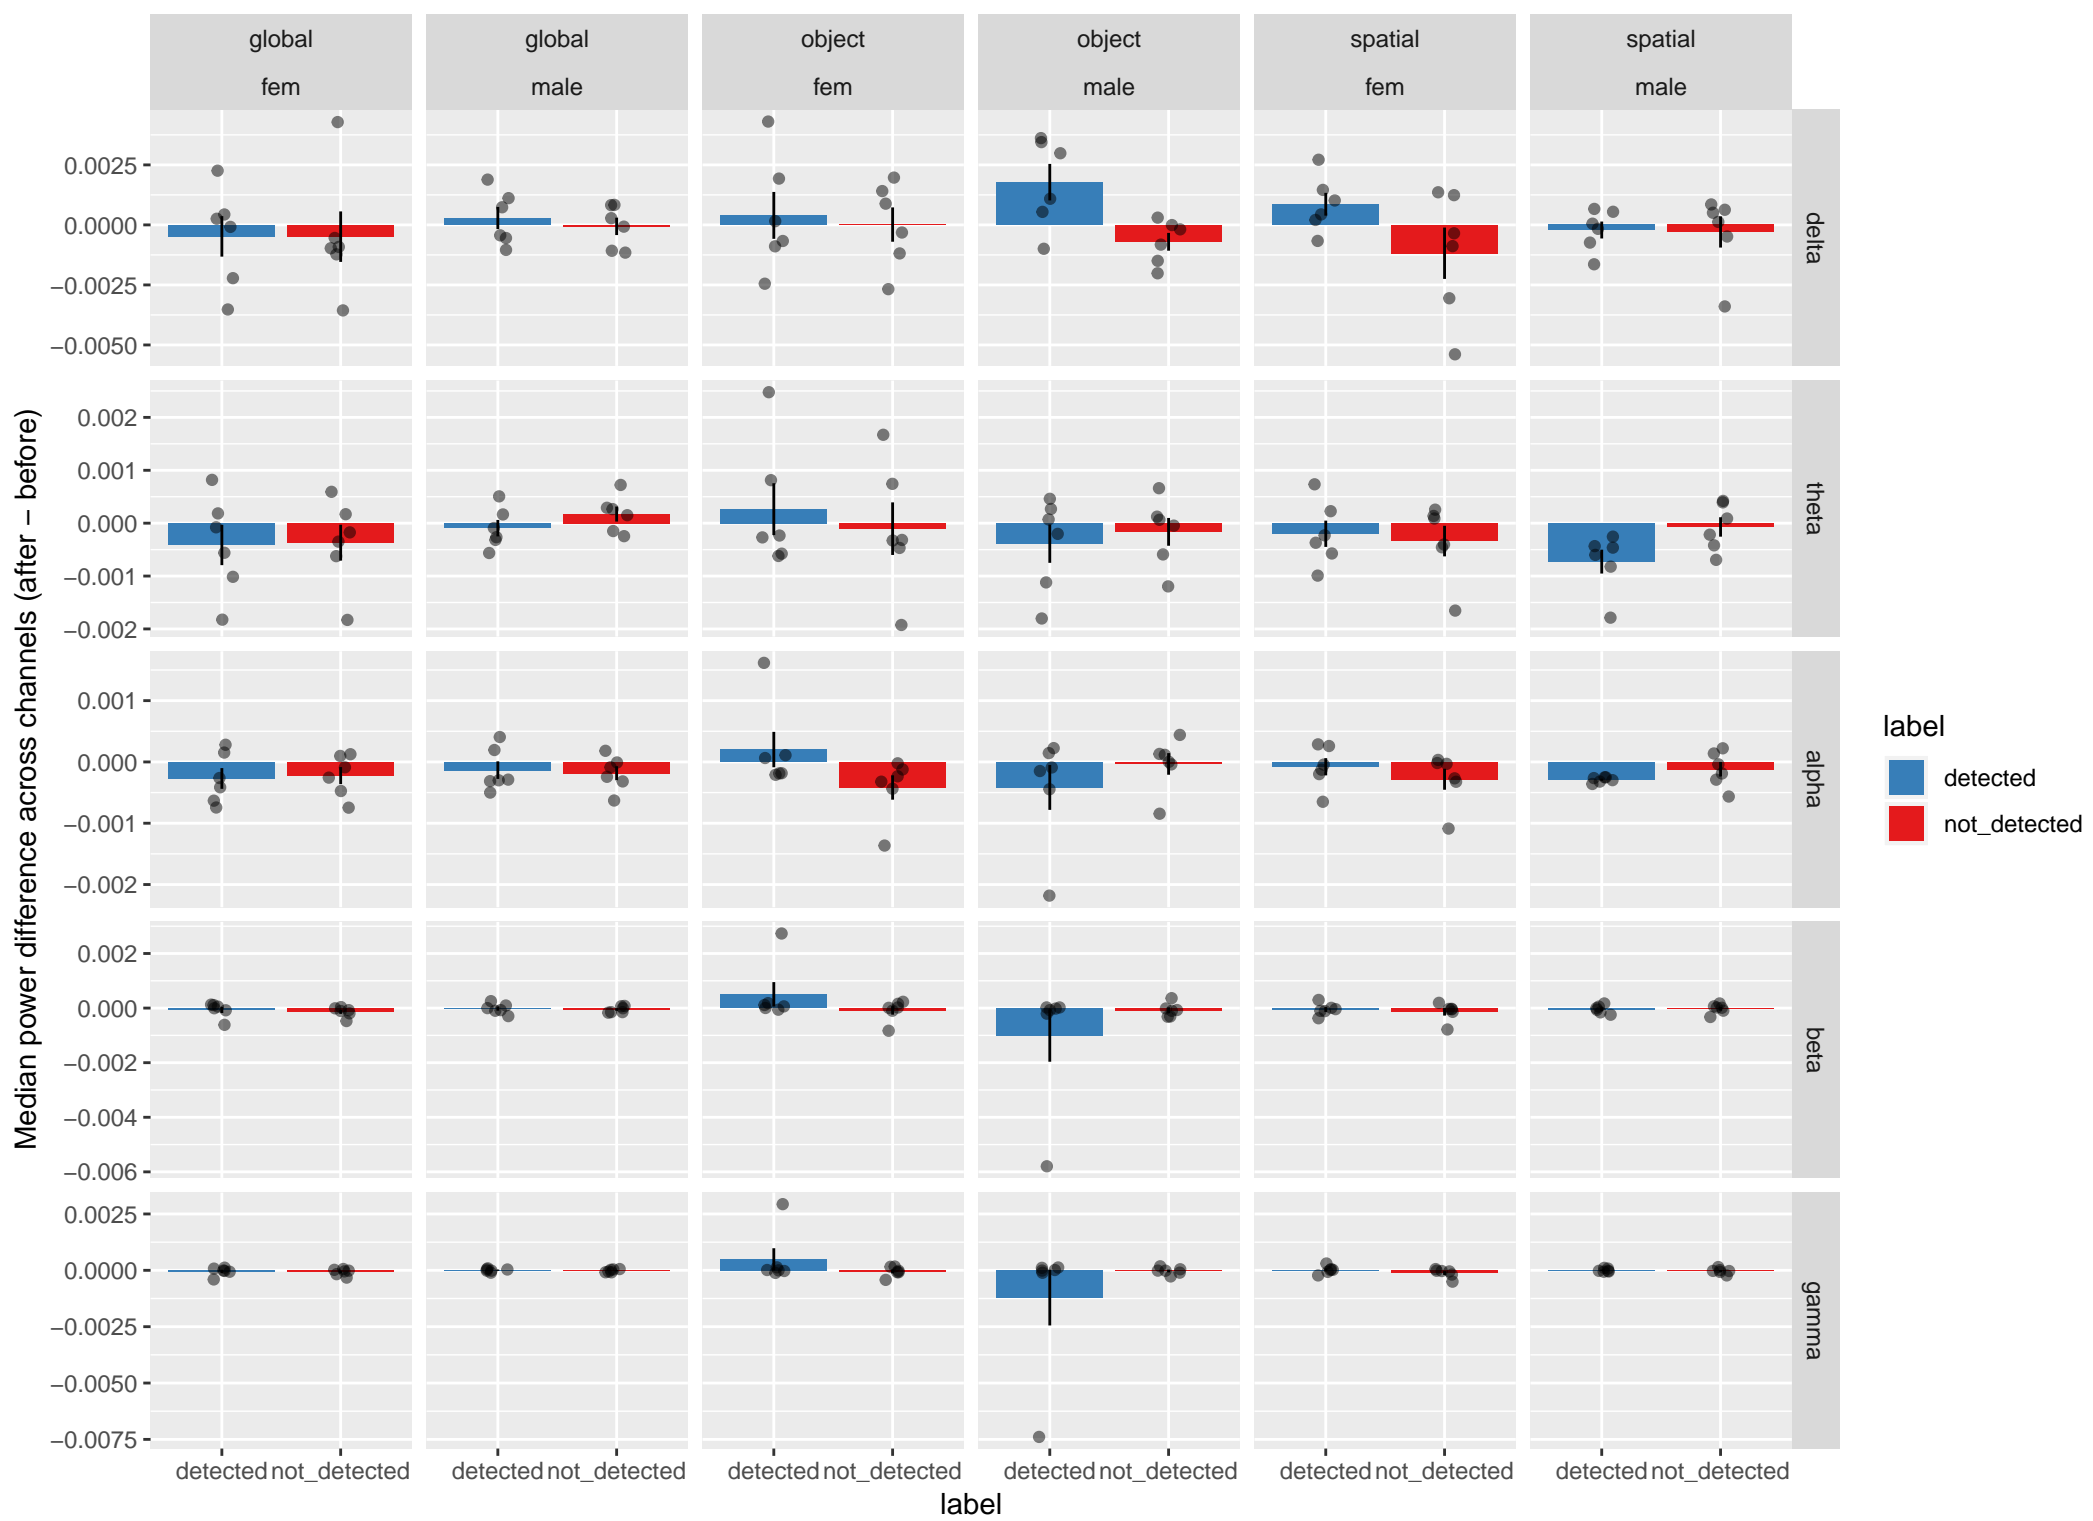 global global object object spatial spatial
fem male fem male fem male
0.0025
0.0000
−0.0025
−0.0050
delta
0.002
0.001
0.000
−0.001
−0.002
theta
0.001
0.000
−0.001
−0.002
alpha
0.002
0.000
−0.002
−0.004
−0.006
beta
0.0025
0.0000
−0.0025
−0.0050
−0.0075
gamma
detected not_detected detected not_detected detected not_detected detected not_detected detected not_detected detected not_detected
label
Median power difference across channels (after − before)
label
detected
not_detected